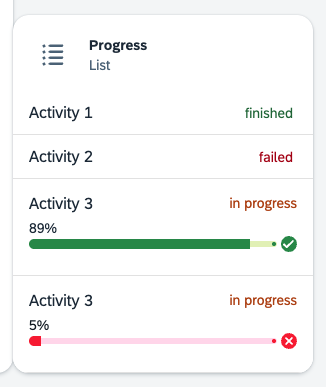 Progress
List
Activity 1 finished
Activity 2 failed
Activity 3 in progress
89%
Activity 3 in progress
5%